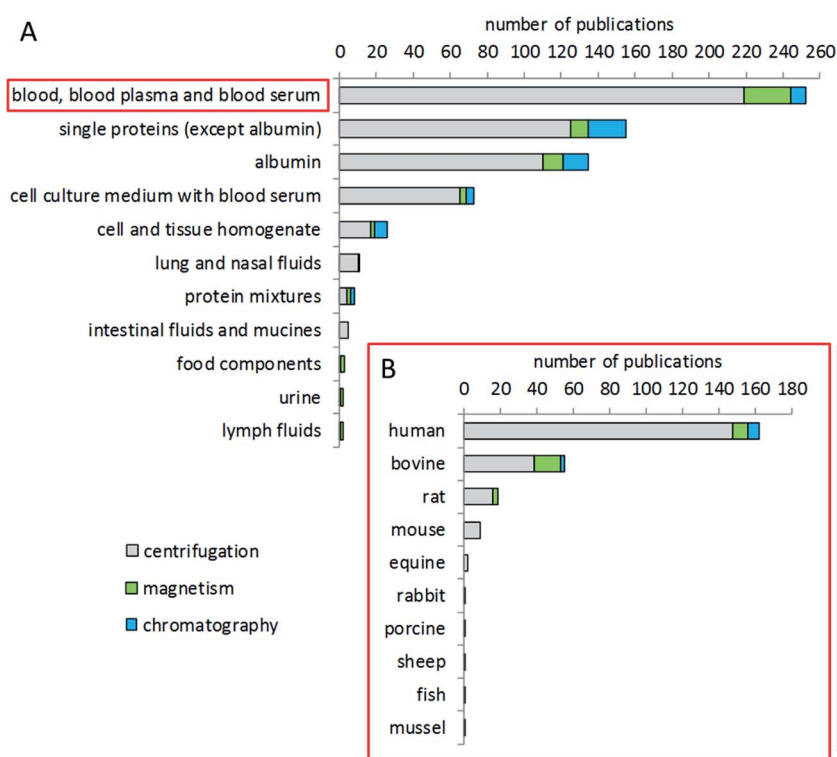 A
number of publications
0 20 40 60 80 100 120 140 160 180 200 220 240 260
blood, blood plasma and blood serum
single proteins (except albumin)
albumin
cell culture medium with blood serum
cell and tissue homogenate
lung and nasal fluids
protein mixtures
intestinal fluids and mucines
food components
urine
lymph fluids
centrifugation
magnetism
chromatography
B
number of publications
0 20 40 60 80 100 120 140 160 180
human
bovine
rat
mouse
equine
rabbit
porcine
sheep
fish
mussel